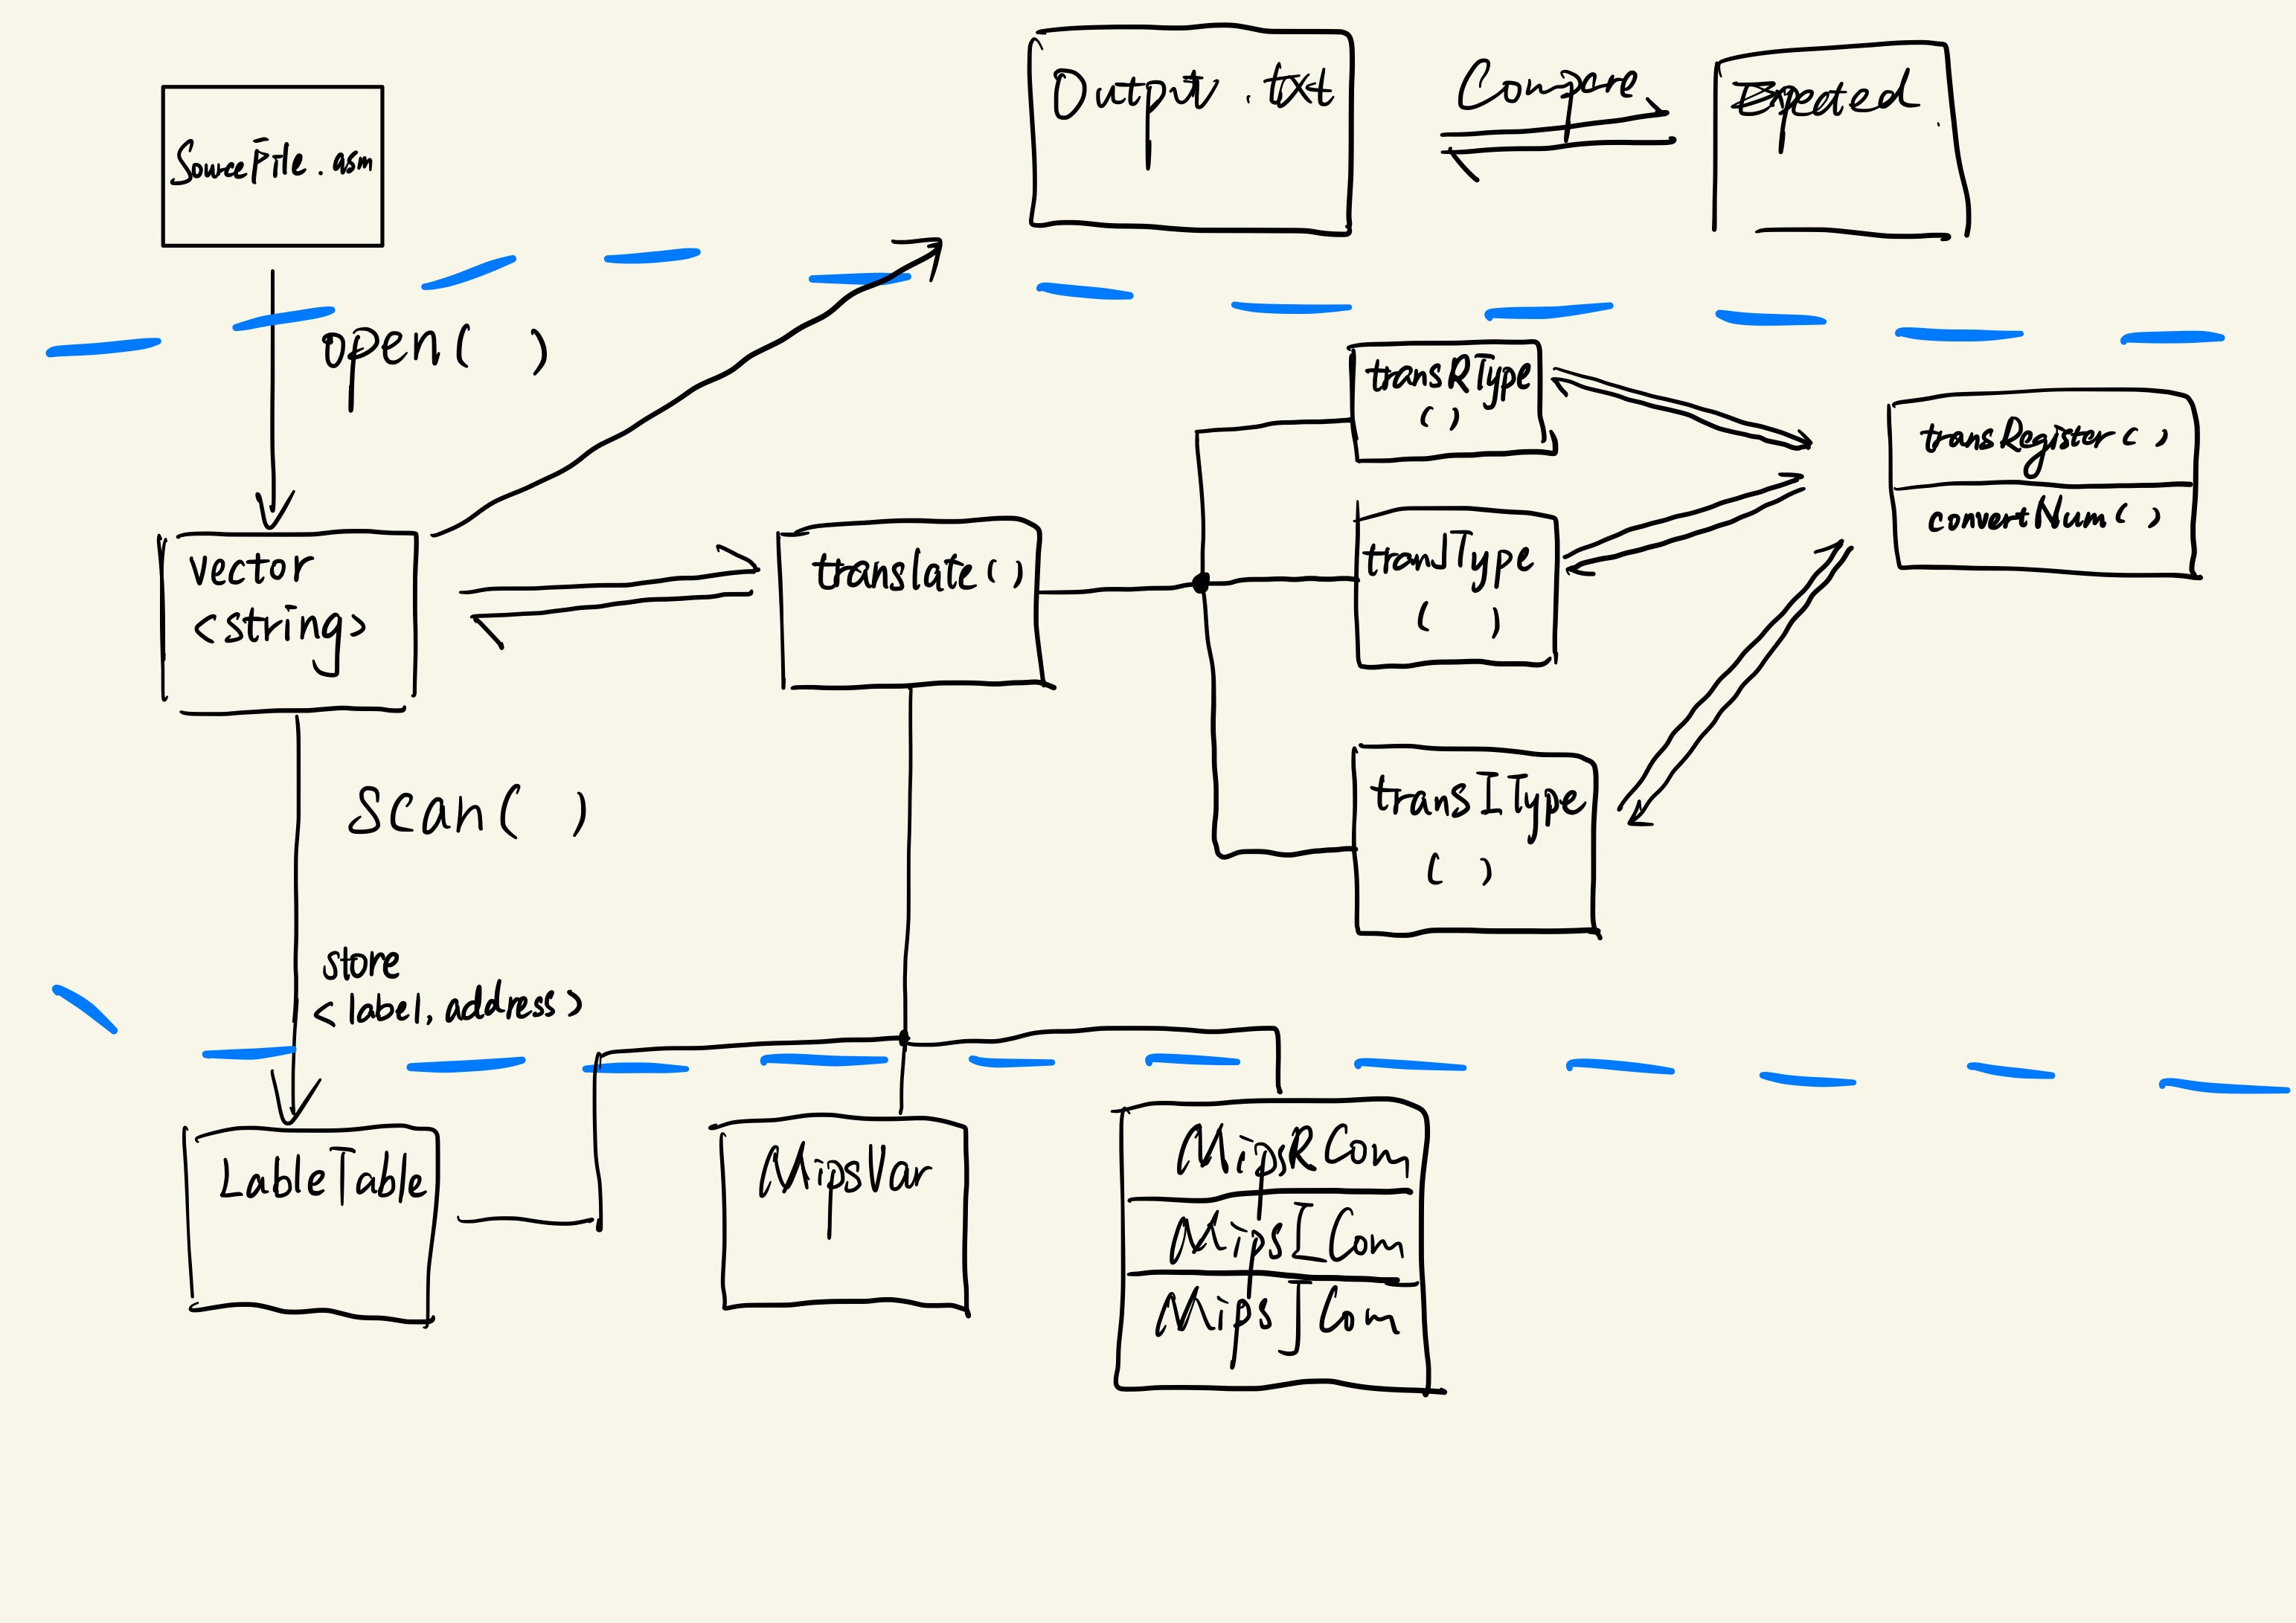 SourceFile.asm
Output.txt
Compare
Expected
open( )
transRType
( )
transRegister( )
convertNum( )
vector
<string>
translate( )
tranJType
( )
transIType
( )
Scan( )
store
<label, address>
LableTable
MipsVar
MipsRCom
MipsICom
MipsJCom